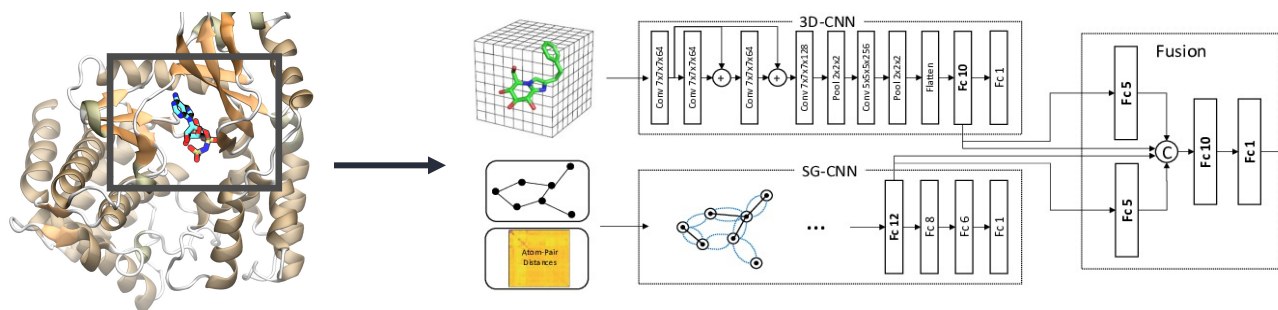 3D-CNN
Conv 7x7x7x64
Conv 7x7x7x64
+
Conv 7x7x7x64
+
Conv 7x7x7x128
Pool 2x2x2
Conv 5x5x5x256
Pool 2x2x2
Flatten
Fc 10
Fc 1
Atom-Pair
Distances
SG-CNN
...
Fc 12
Fc 8
Fc 6
Fc 1
Fusion
Fc 5
Fc 5
C
Fc 10
Fc 1